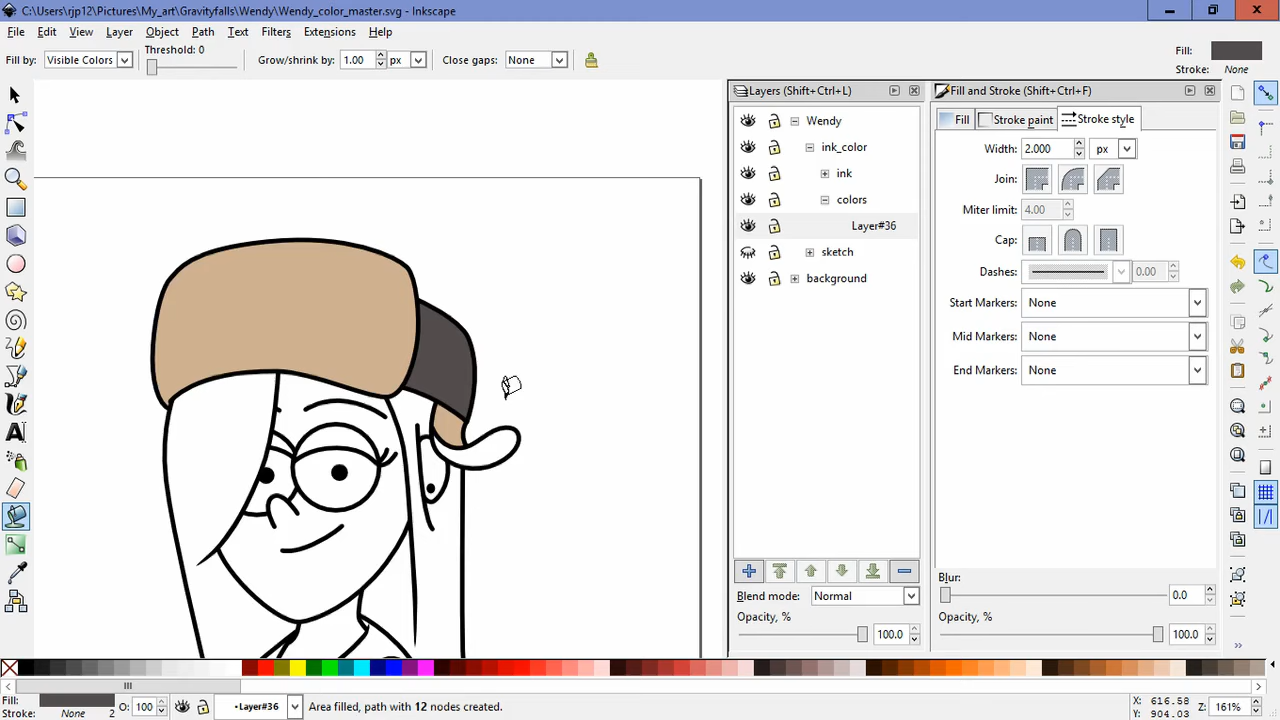 C:\Users\rjp12\Pictures\My_art\Gravityfalls\Wendy\Wendy_color_master.svg - Inkscape
File Edit View Layer Object Path Text Filters Extensions Help
Fill by: Visible Colors Threshold: 0 Grow/shrink by: 1.00 px Close gaps: None Fill: Stroke: None
Layers (Shift+Ctrl+L)
Wendy
ink_color
ink
colors
Layer#36
sketch
background
Blend mode: Normal
Opacity, % 100.0
Fill and Stroke (Shift+Ctrl+F)
Fill Stroke paint Stroke style
Width: 2.000 px
Join:
Miter limit: 4.00
Cap:
Dashes: 0.00
Start Markers None
Mid Markers: None
End Markers: None
Blur: 0.0
Opacity, % 100.0
Fill:
Stroke: None 2 O: 100 •Layer#36 Area filled, path with 12 nodes created. X: 616.58 Y: 904.03 Z: 161%